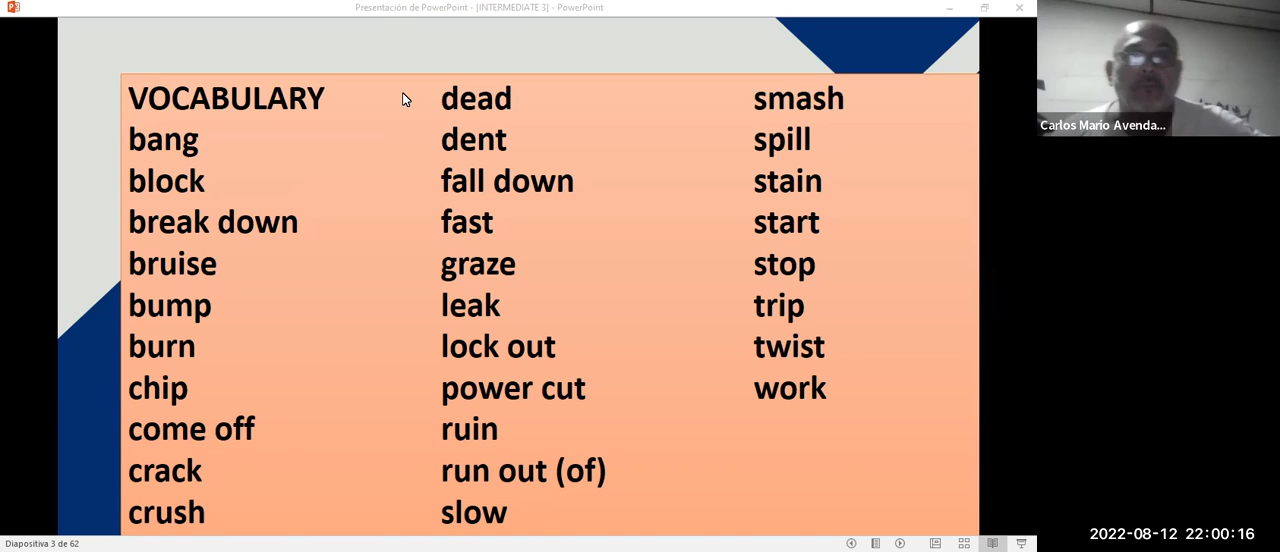 Presentación de PowerPoint - [INTERMEDIATE 3] - PowerPoint
VOCABULARY
bang
block
break down
bruise
bump
burn
chip
come off
crack
crush
dead
dent
fall down
fast
graze
leak
lock out
power cut
ruin
run out (of)
slow
smash
spill
stain
start
stop
trip
twist
work
Carlos Mario Avenda...
Diapositiva 3 de 62
2022-08-12 22:00:16